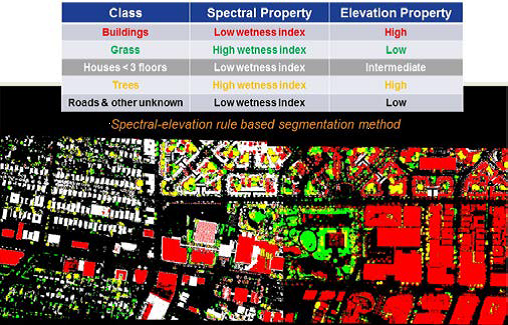 Class Spectral Property Elevation Property
Buildings Low wetness index High
Grass High wetness index Low
Houses < 3 floors Low wetness index Intermediate
Trees High wetness index High
Roads & other unknown Low wetness index Low
Spectral-elevation rule based segmentation method